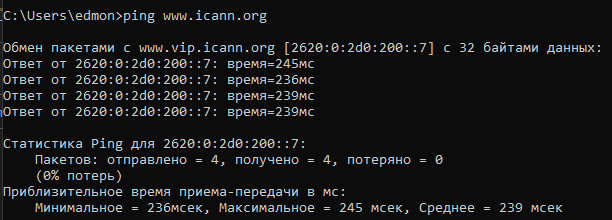 C:\Users\edmon>ping www.icann.org
Обмен пакетами с www.vip.icann.org [2620:0:2d0:200::7] с 32 байтами данных:
Ответ от 2620:0:2d0:200::7: время=245мс
Ответ от 2620:0:2d0:200::7: время=236мс
Ответ от 2620:0:2d0:200::7: время=239мс
Ответ от 2620:0:2d0:200::7: время=239мс
Статистика Ping для 2620:0:2d0:200::7:
Пакетов: отправлено = 4, получено = 4, потеряно = 0
(0% потерь)
Приблизительное время приема-передачи в мс:
Минимальное = 236мсек, Максимальное = 245 мсек, Среднее = 239 мсек